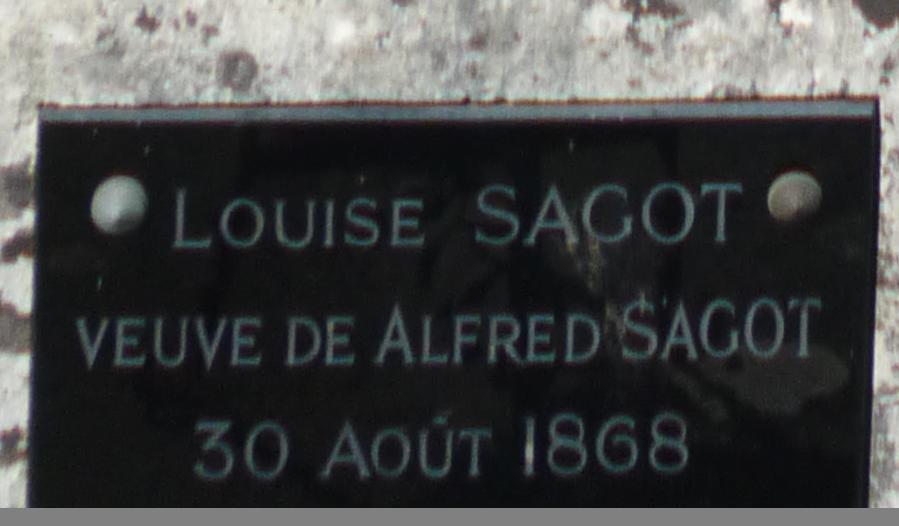 LOUISE SAGOT
VEUVE DE ALFRED SAGOT
30 AOÛT 1868